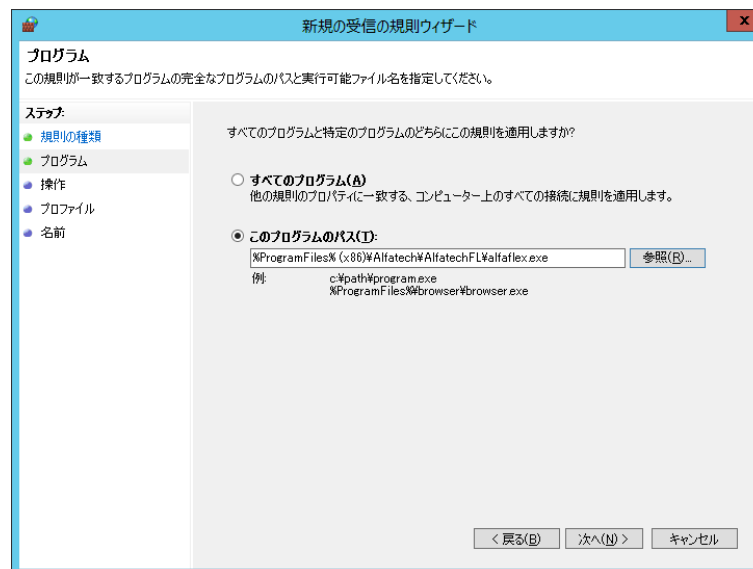 新規の受信の規則ウィザード
x
プログラム
この規則が一致するプログラムの完全なプログラムのパスと実行可能ファイル名を指定してください。
ステップ:
規則の種類
プログラム
操作
プロファイル
名前
すべてのプログラムと特定のプログラムのどちらにこの規則を適用しますか?
すべてのプログラム(A)
他の規則のプロパティに一致する、コンピューター上のすべての接続に規則を適用します。
このプログラムのパス(T):
%ProgramFiles% (x86)¥Alfatech¥AlfatechFL¥alfaflex.exe
参照(R)...
例:
c:¥path¥program.exe
%ProgramFiles%¥browser¥browser.exe
< 戻る(B)
次へ(N) >
キャンセル